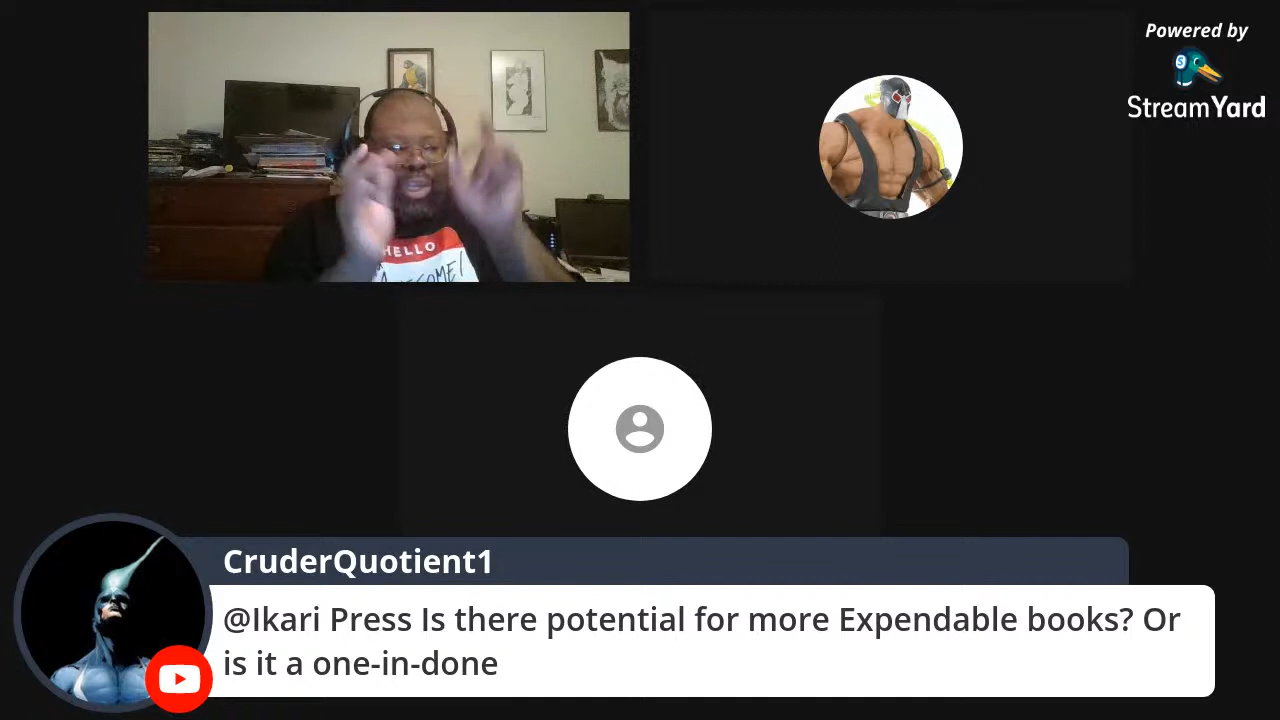 Powered by
StreamYard
HELLO
CruderQuotient1
@Ikari Press Is there potential for more Expendable books? Or
is it a one-in-done